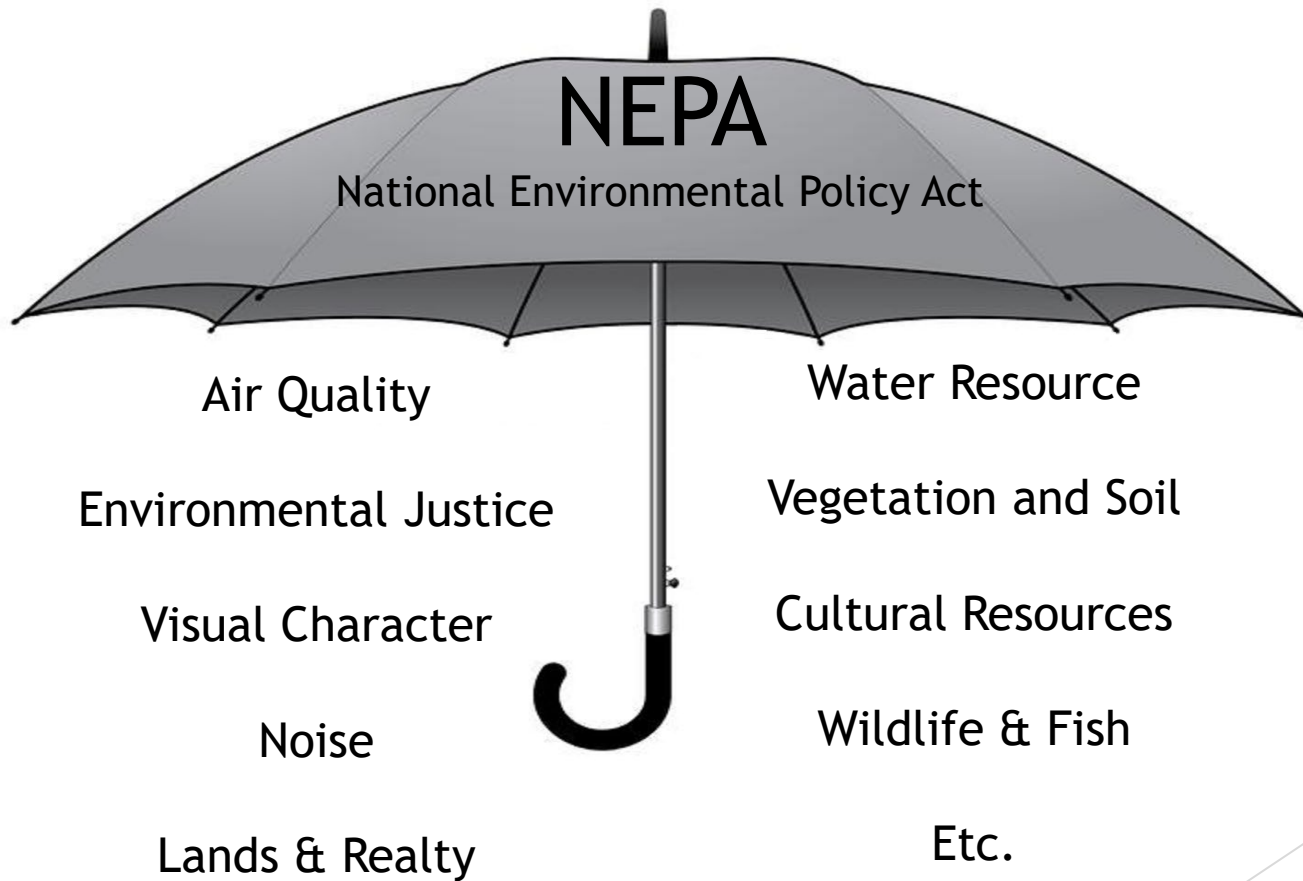 NEPA
National Environmental Policy Act
Air Quality
Environmental Justice
Visual Character
Noise
Lands & Realty
Water Resource
Vegetation and Soil
Cultural Resources
Wildlife & Fish
Etc.